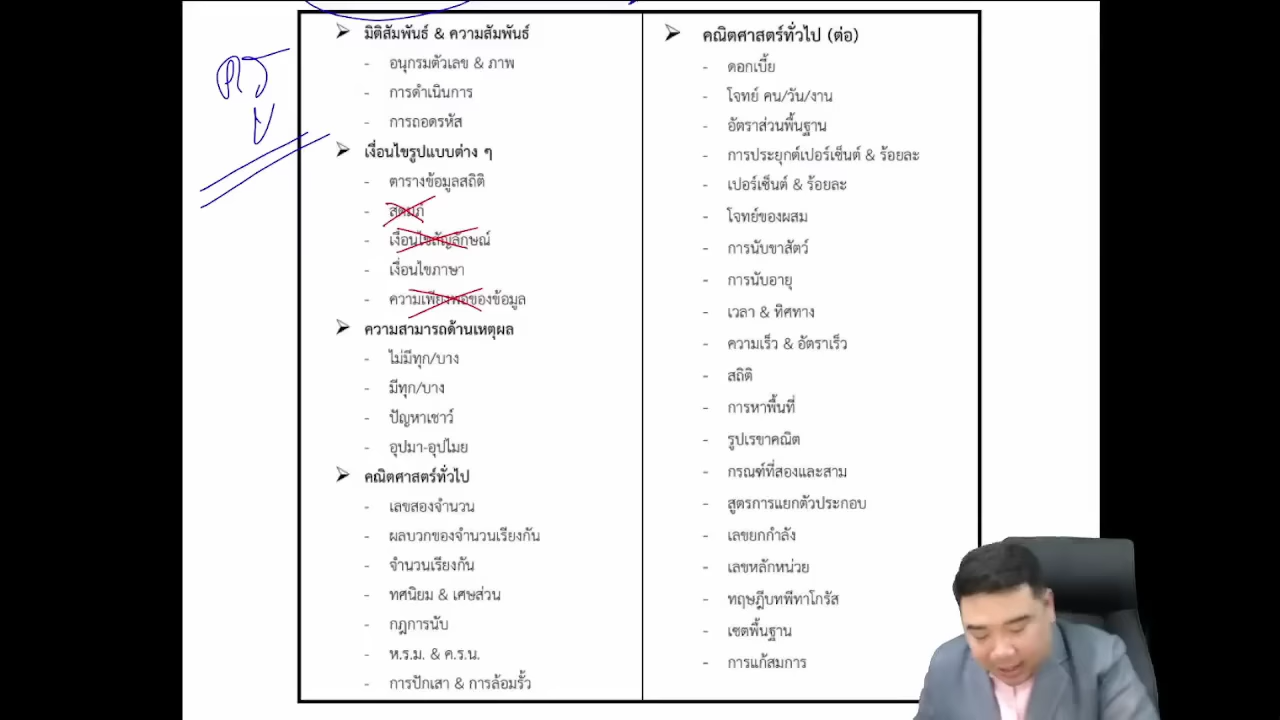 มิติสัมพันธ์ & ความสัมพันธ์
- อนุกรมตัวเลข & ภาพ
- การดำเนินการ
- การถอดรหัส
เงื่อนไขรูปแบบต่าง ๆ
- ตารางข้อมูลสถิติ
- สดมภ์
- เงื่อนไขสัญลักษณ์
- เงื่อนไขภาษา
- ความเพียงพอของข้อมูล
ความสามารถด้านเหตุผล
- ไม่มีทุก/บาง
- มีทุก/บาง
- ปัญหาเชาว์
- อุปมา-อุปไมย
คณิตศาสตร์ทั่วไป
- เลขสองจำนวน
- ผลบวกของจำนวนเรียงกัน
- จำนวนเรียงกัน
- ทศนิยม & เศษส่วน
- กฎการนับ
- ห.ร.ม. & ค.ร.น.
- การปักเสา & การล้อมรั้ว
คณิตศาสตร์ทั่วไป (ต่อ)
- ดอกเบี้ย
- โจทย์ คน/วัน/งาน
- อัตราส่วนพื้นฐาน
- การประยุกต์เปอร์เซ็นต์ & ร้อยละ
- เปอร์เซ็นต์ & ร้อยละ
- โจทย์ของผสม
- การนับขาสัตว์
- การนับอายุ
- เวลา & ทิศทาง
- ความเร็ว & อัตราเร็ว
- สถิติ
- การหาพื้นที่
- รูปเรขาคณิต
- กรณฑ์ที่สองและสาม
- สูตรการแยกตัวประกอบ
- เลขยกกำลัง
- เลขหลักหน่วย
- ทฤษฎีบทพีทาโกรัส
- เซตพื้นฐาน
- การแก้สมการ